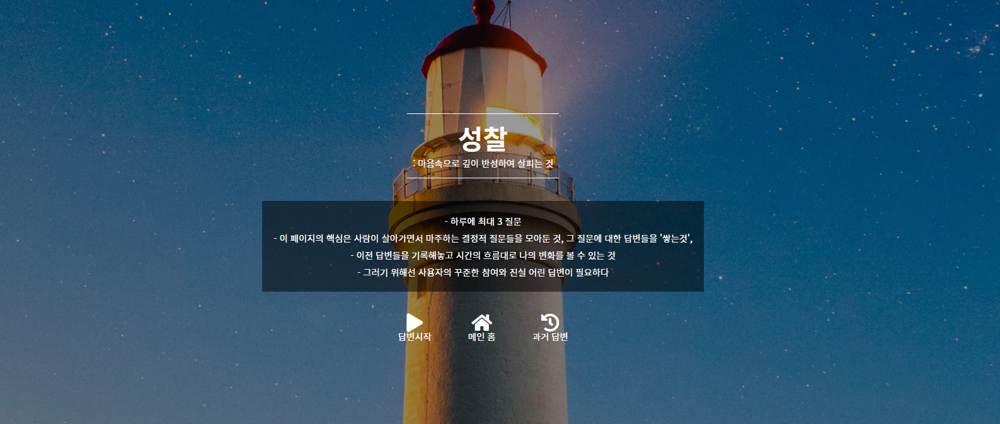 성찰
: 마음속으로 깊이 반성하여 살피는 것
- 하루에 최대 3 질문
- 이 페이지의 핵심은 사람이 살아가면서 마주하는 결정적 질문들을 모아둔 것, 그 질문에 대한 답변들을 '쌓는것',
- 이전 답변들을 기록해놓고 시간의 흐름대로 나의 변화를 볼 수 있는 것
- 그러기 위해선 사용자의 꾸준한 참여와 진실 어린 답변이 필요하다
답변시작 메인 홈 과거 답변